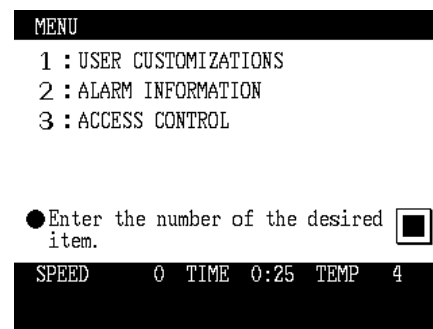 MENU
1 : USER CUSTOMIZATIONS
2 : ALARM INFORMATION
3 : ACCESS CONTROL
●Enter the number of the desired
item.
SPEED 0 TIME 0:25 TEMP 4